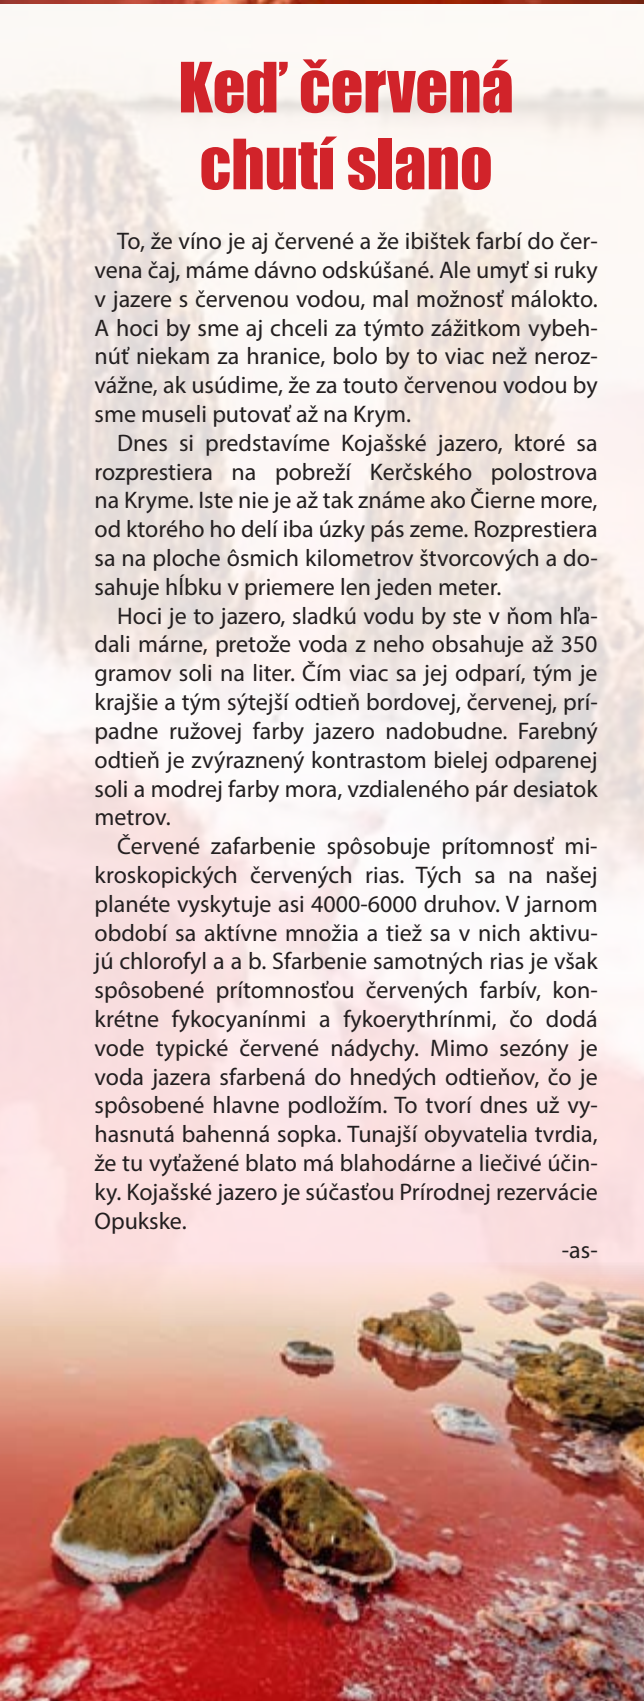 Keď červená
chutí slano
To, že víno je aj červené a že ibištek farbí do čer-
vena čaj, máme dávno odskúšané. Ale umyť si ruky
v jazere s červenou vodou, mal možnosť málokto.
A hoci by sme aj chceli za týmto zážitkom vybeh-
núť niekam za hranice, bolo by to viac než neroz-
vážne, ak usúdime, že za touto červenou vodou by
sme museli putovať až na Krym.
Dnes si predstavíme Kojašské jazero, ktoré sa
rozprestiera na pobreží Kerčského polostrova
na Kryme. Iste nie je až tak známe ako Čierne more,
od ktorého ho delí iba úzky pás zeme. Rozprestiera
sa na ploche ôsmich kilometrov štvorcových a do-
sahuje hĺbku v priemere len jeden meter.
Hoci je to jazero, sladkú vodu by ste v ňom hľa-
dali márne, pretože voda z neho obsahuje až 350
gramov soli na liter. Čím viac sa jej odparí, tým je
krajšie a tým sýtejší odtieň bordovej, červenej, prí-
padne ružovej farby jazero nadobudne. Farebný
odtieň je zvýraznený kontrastom bielej odparenej
soli a modrej farby mora, vzdialeného pár desiatok
metrov.
Červené zafarbenie spôsobuje prítomnosť mi-
kroskopických červených rias. Tých sa na našej
planéte vyskytuje asi 4000-6000 druhov. V jarnom
období sa aktívne množia a tiež sa v nich aktivu-
jú chlorofyl a a b. Sfarbenie samotných rias je však
spôsobené prítomnosťou červených farbív, kon-
krétne fykocyanínmi a fykoerythrínmi, čo dodá
vode typické červené nádychy. Mimo sezóny je
voda jazera sfarbená do hnedých odtieňov, čo je
spôsobené hlavne podložím. To tvorí dnes už vy-
hasnutá bahenná sopka. Tunajší obyvatelia tvrdia,
že tu vyťažené blato má blahodárne a liečivé účin-
ky. Kojašské jazero je súčasťou Prírodnej rezervácie
Opukske.
-as-